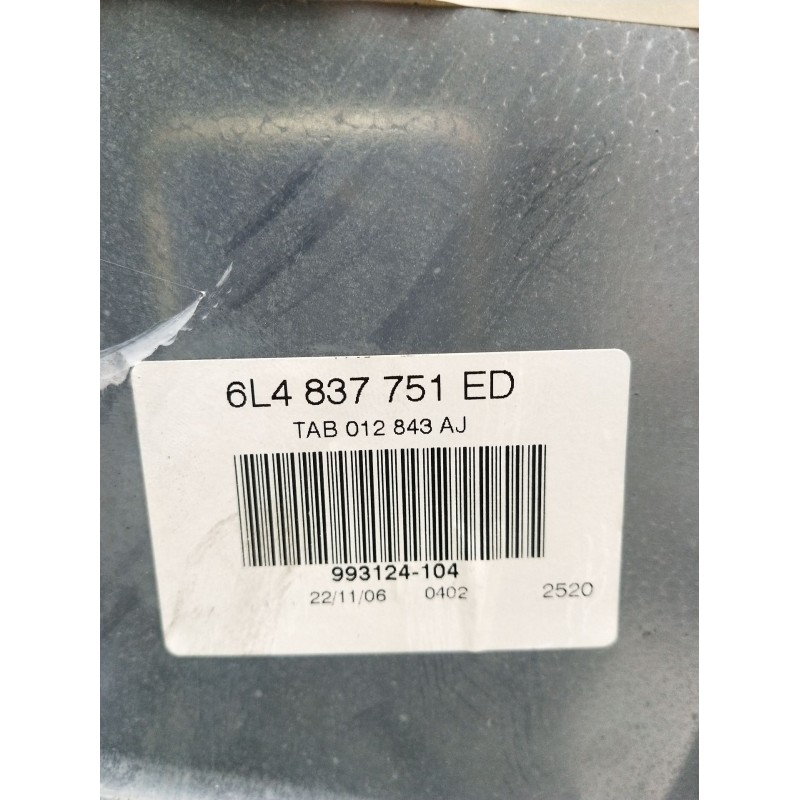 6L4 837 751 ED
TAB 012 843 AJ
993124-104
22/11/06 0402 2520